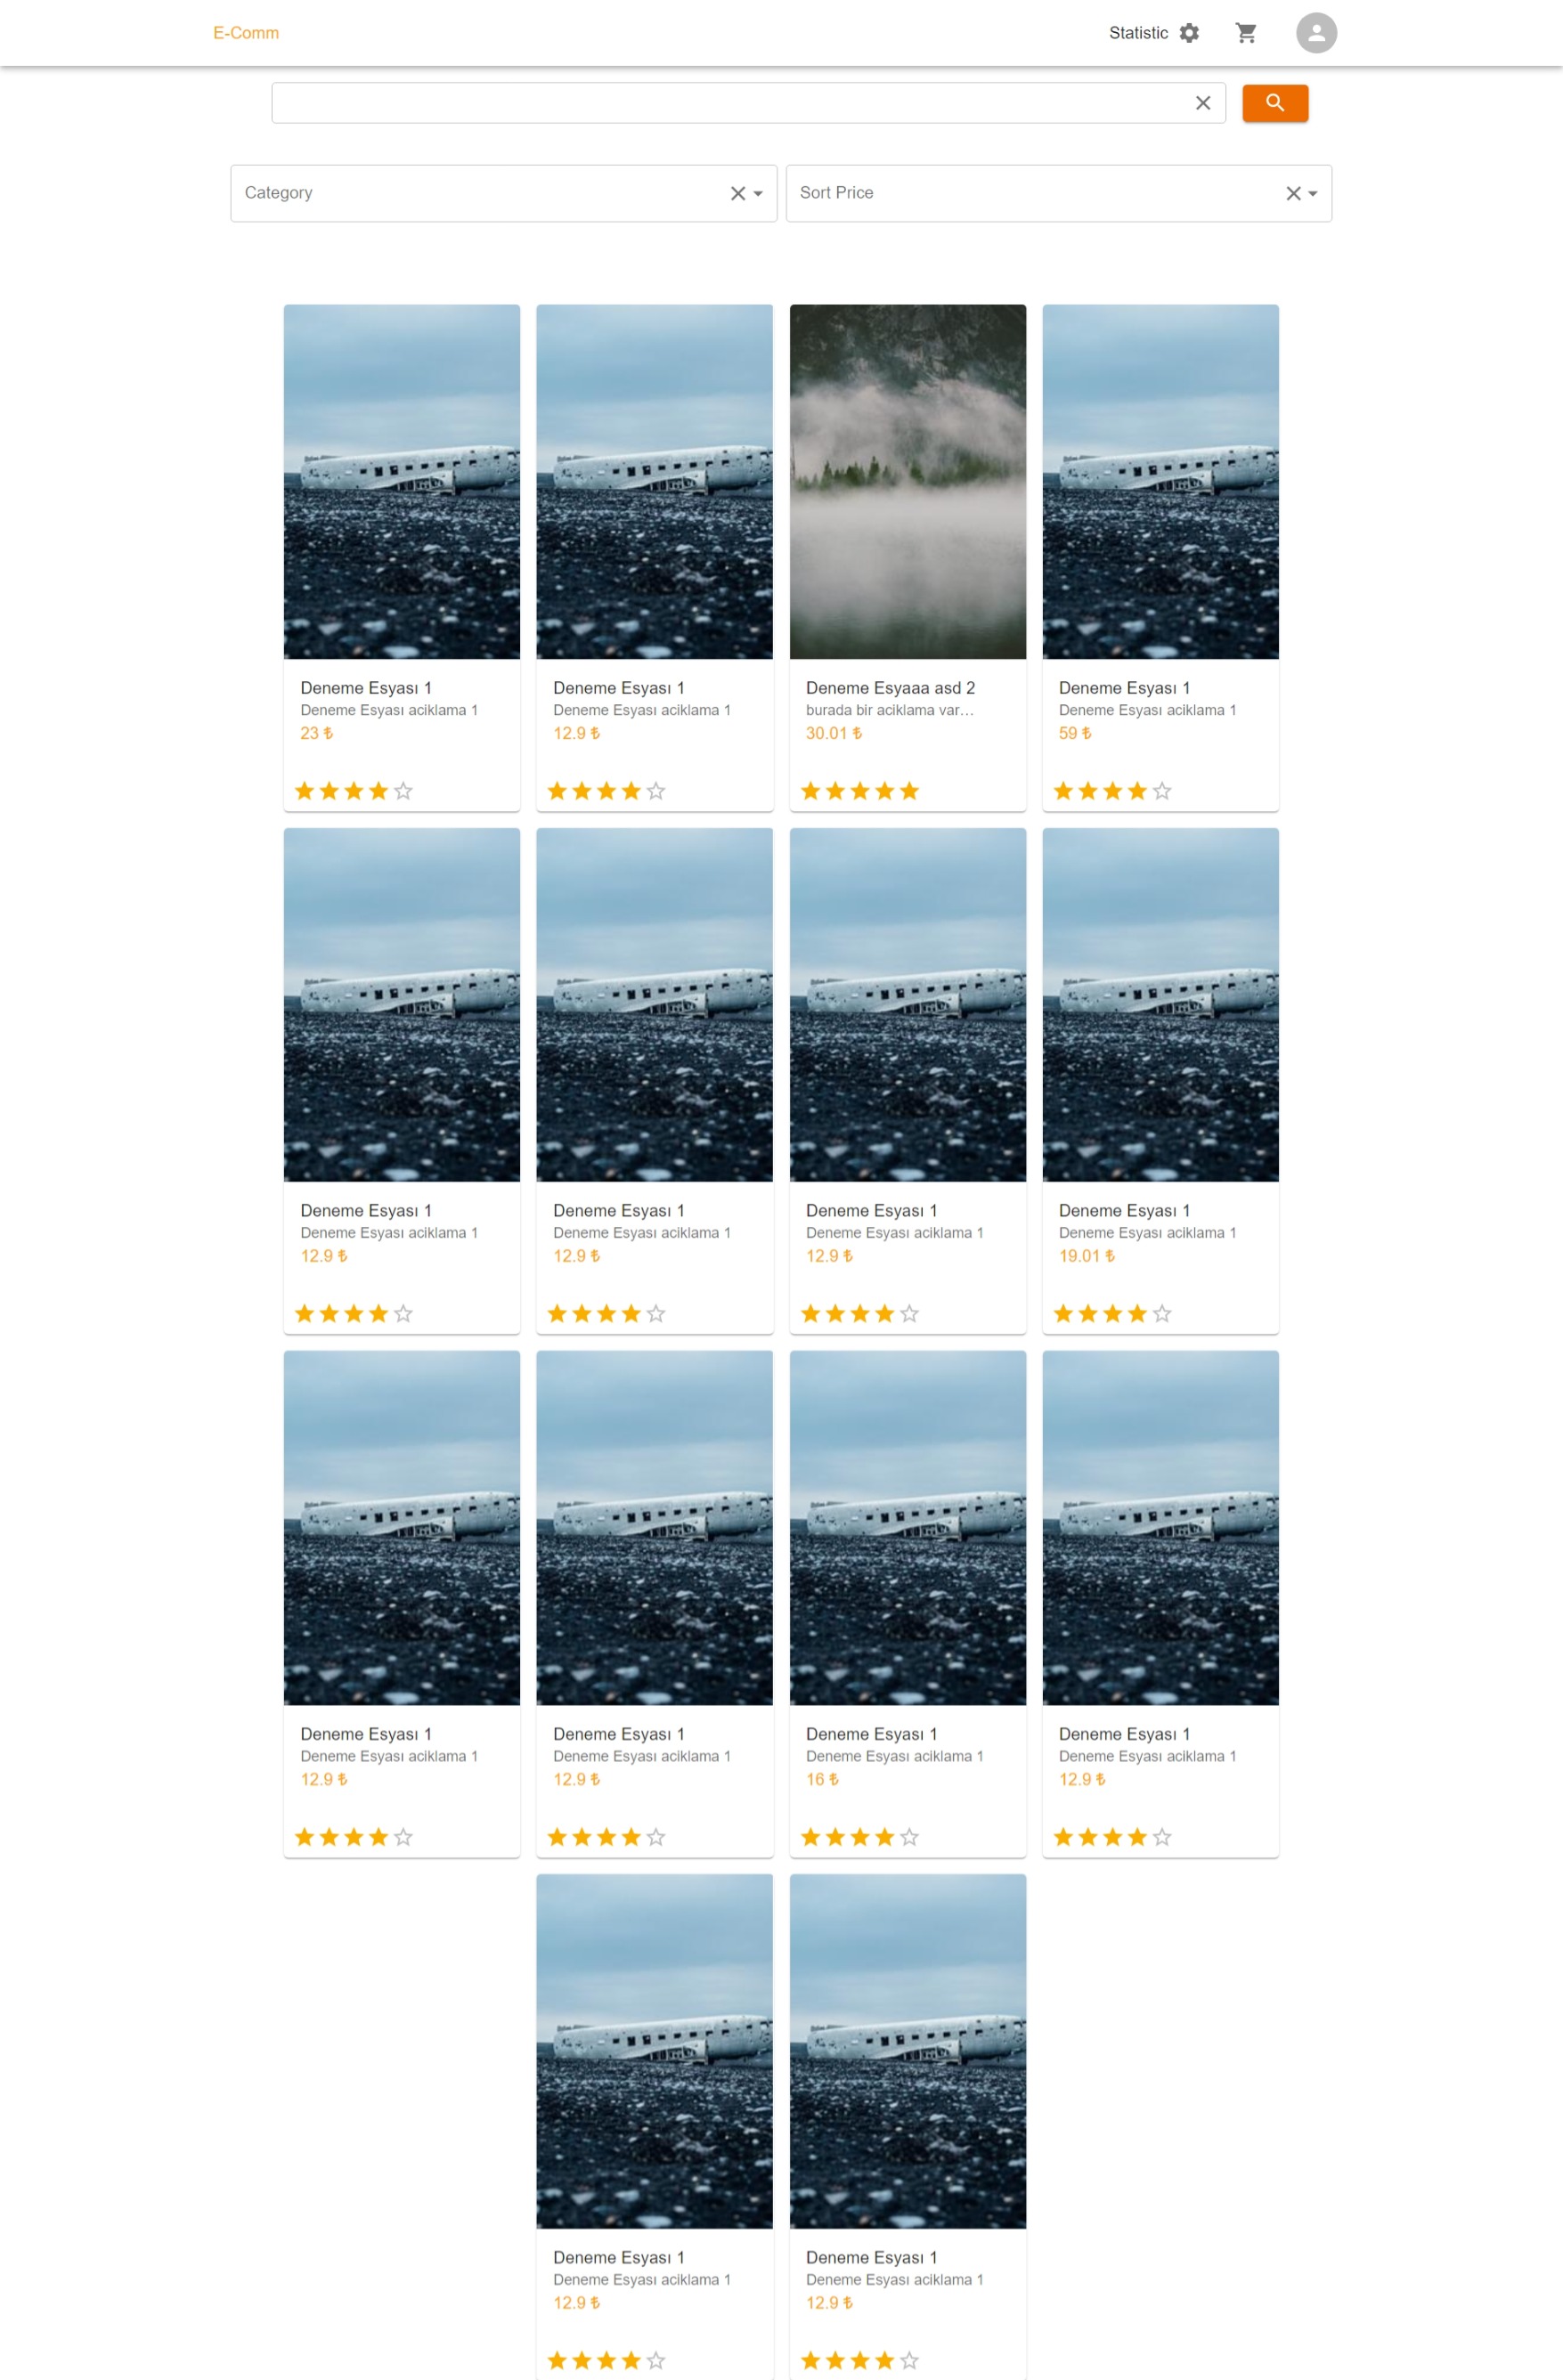 E-Comm
Statistic
Category
Sort Price
Deneme Esyası 1
Deneme Esyası aciklama 1
23 ₺
Deneme Esyası 1
Deneme Esyası aciklama 1
12.9 ₺
Deneme Esyaaa asd 2
burada bir aciklama var...
30.01 ₺
Deneme Esyası 1
Deneme Esyası aciklama 1
59 ₺
Deneme Esyası 1
Deneme Esyası aciklama 1
12.9 ₺
Deneme Esyası 1
Deneme Esyası aciklama 1
12.9 ₺
Deneme Esyası 1
Deneme Esyası aciklama 1
12.9 ₺
Deneme Esyası 1
Deneme Esyası aciklama 1
19.01 ₺
Deneme Esyası 1
Deneme Esyası aciklama 1
12.9 ₺
Deneme Esyası 1
Deneme Esyası aciklama 1
12.9 ₺
Deneme Esyası 1
Deneme Esyası aciklama 1
16 ₺
Deneme Esyası 1
Deneme Esyası aciklama 1
12.9 ₺
Deneme Esyası 1
Deneme Esyası aciklama 1
12.9 ₺
Deneme Esyası 1
Deneme Esyası aciklama 1
12.9 ₺